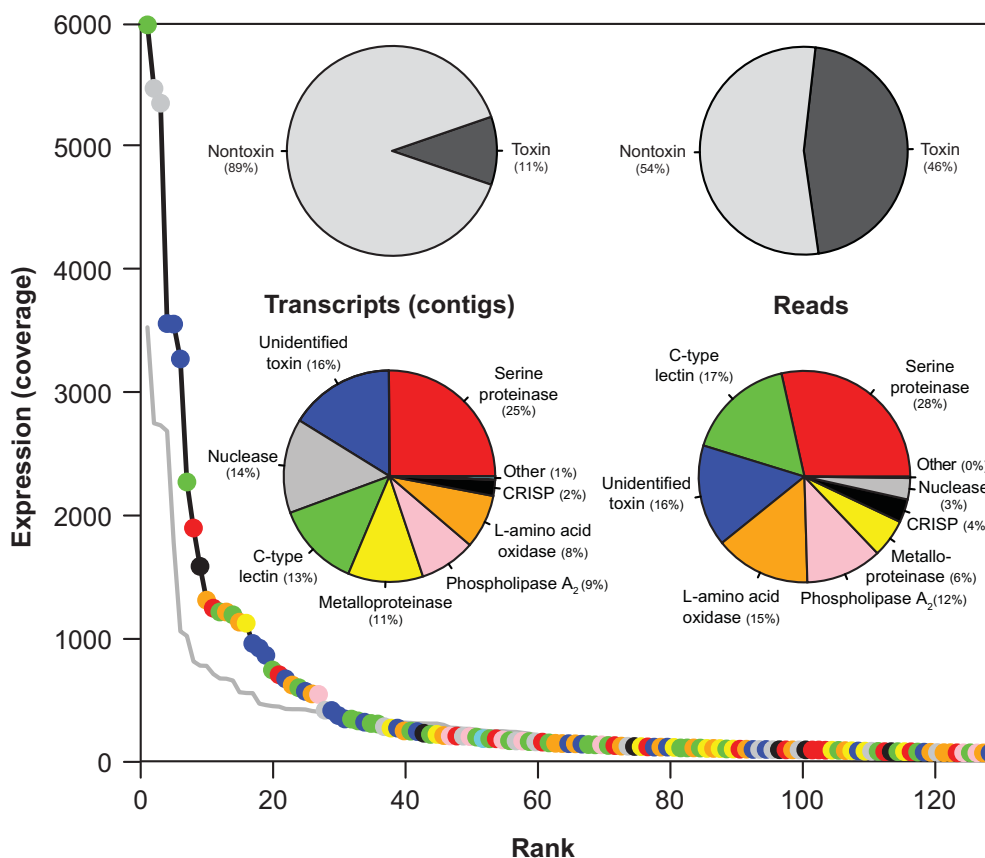 6000
5000
4000
3000
2000
1000
0
Expression (coverage)
0
20
40
60
80
100
120
Rank
Nontoxin
(89%)
Toxin
(11%)
Transcripts (contigs)
Nontoxin
(54%)
Toxin
(46%)
Reads
Unidentified
toxin (16%)
Serine
proteinase
(25%)
Nuclease
(14%)
Other (1%)
CRISP (2%)
L-amino acid
oxidase (8%)
C-type
lectin (13%)
Phospholipase A2 (9%)
Metalloproteinase
(11%)
C-type
lectin (17%)
Serine
proteinase
(28%)
Other (0%)
Nuclease
(3%)
CRISP (4%)
Unidentified
toxin (16%)
Metallo-
proteinase (6%)
L-amino acid
oxidase (15%)
Phospholipase A2(12%)